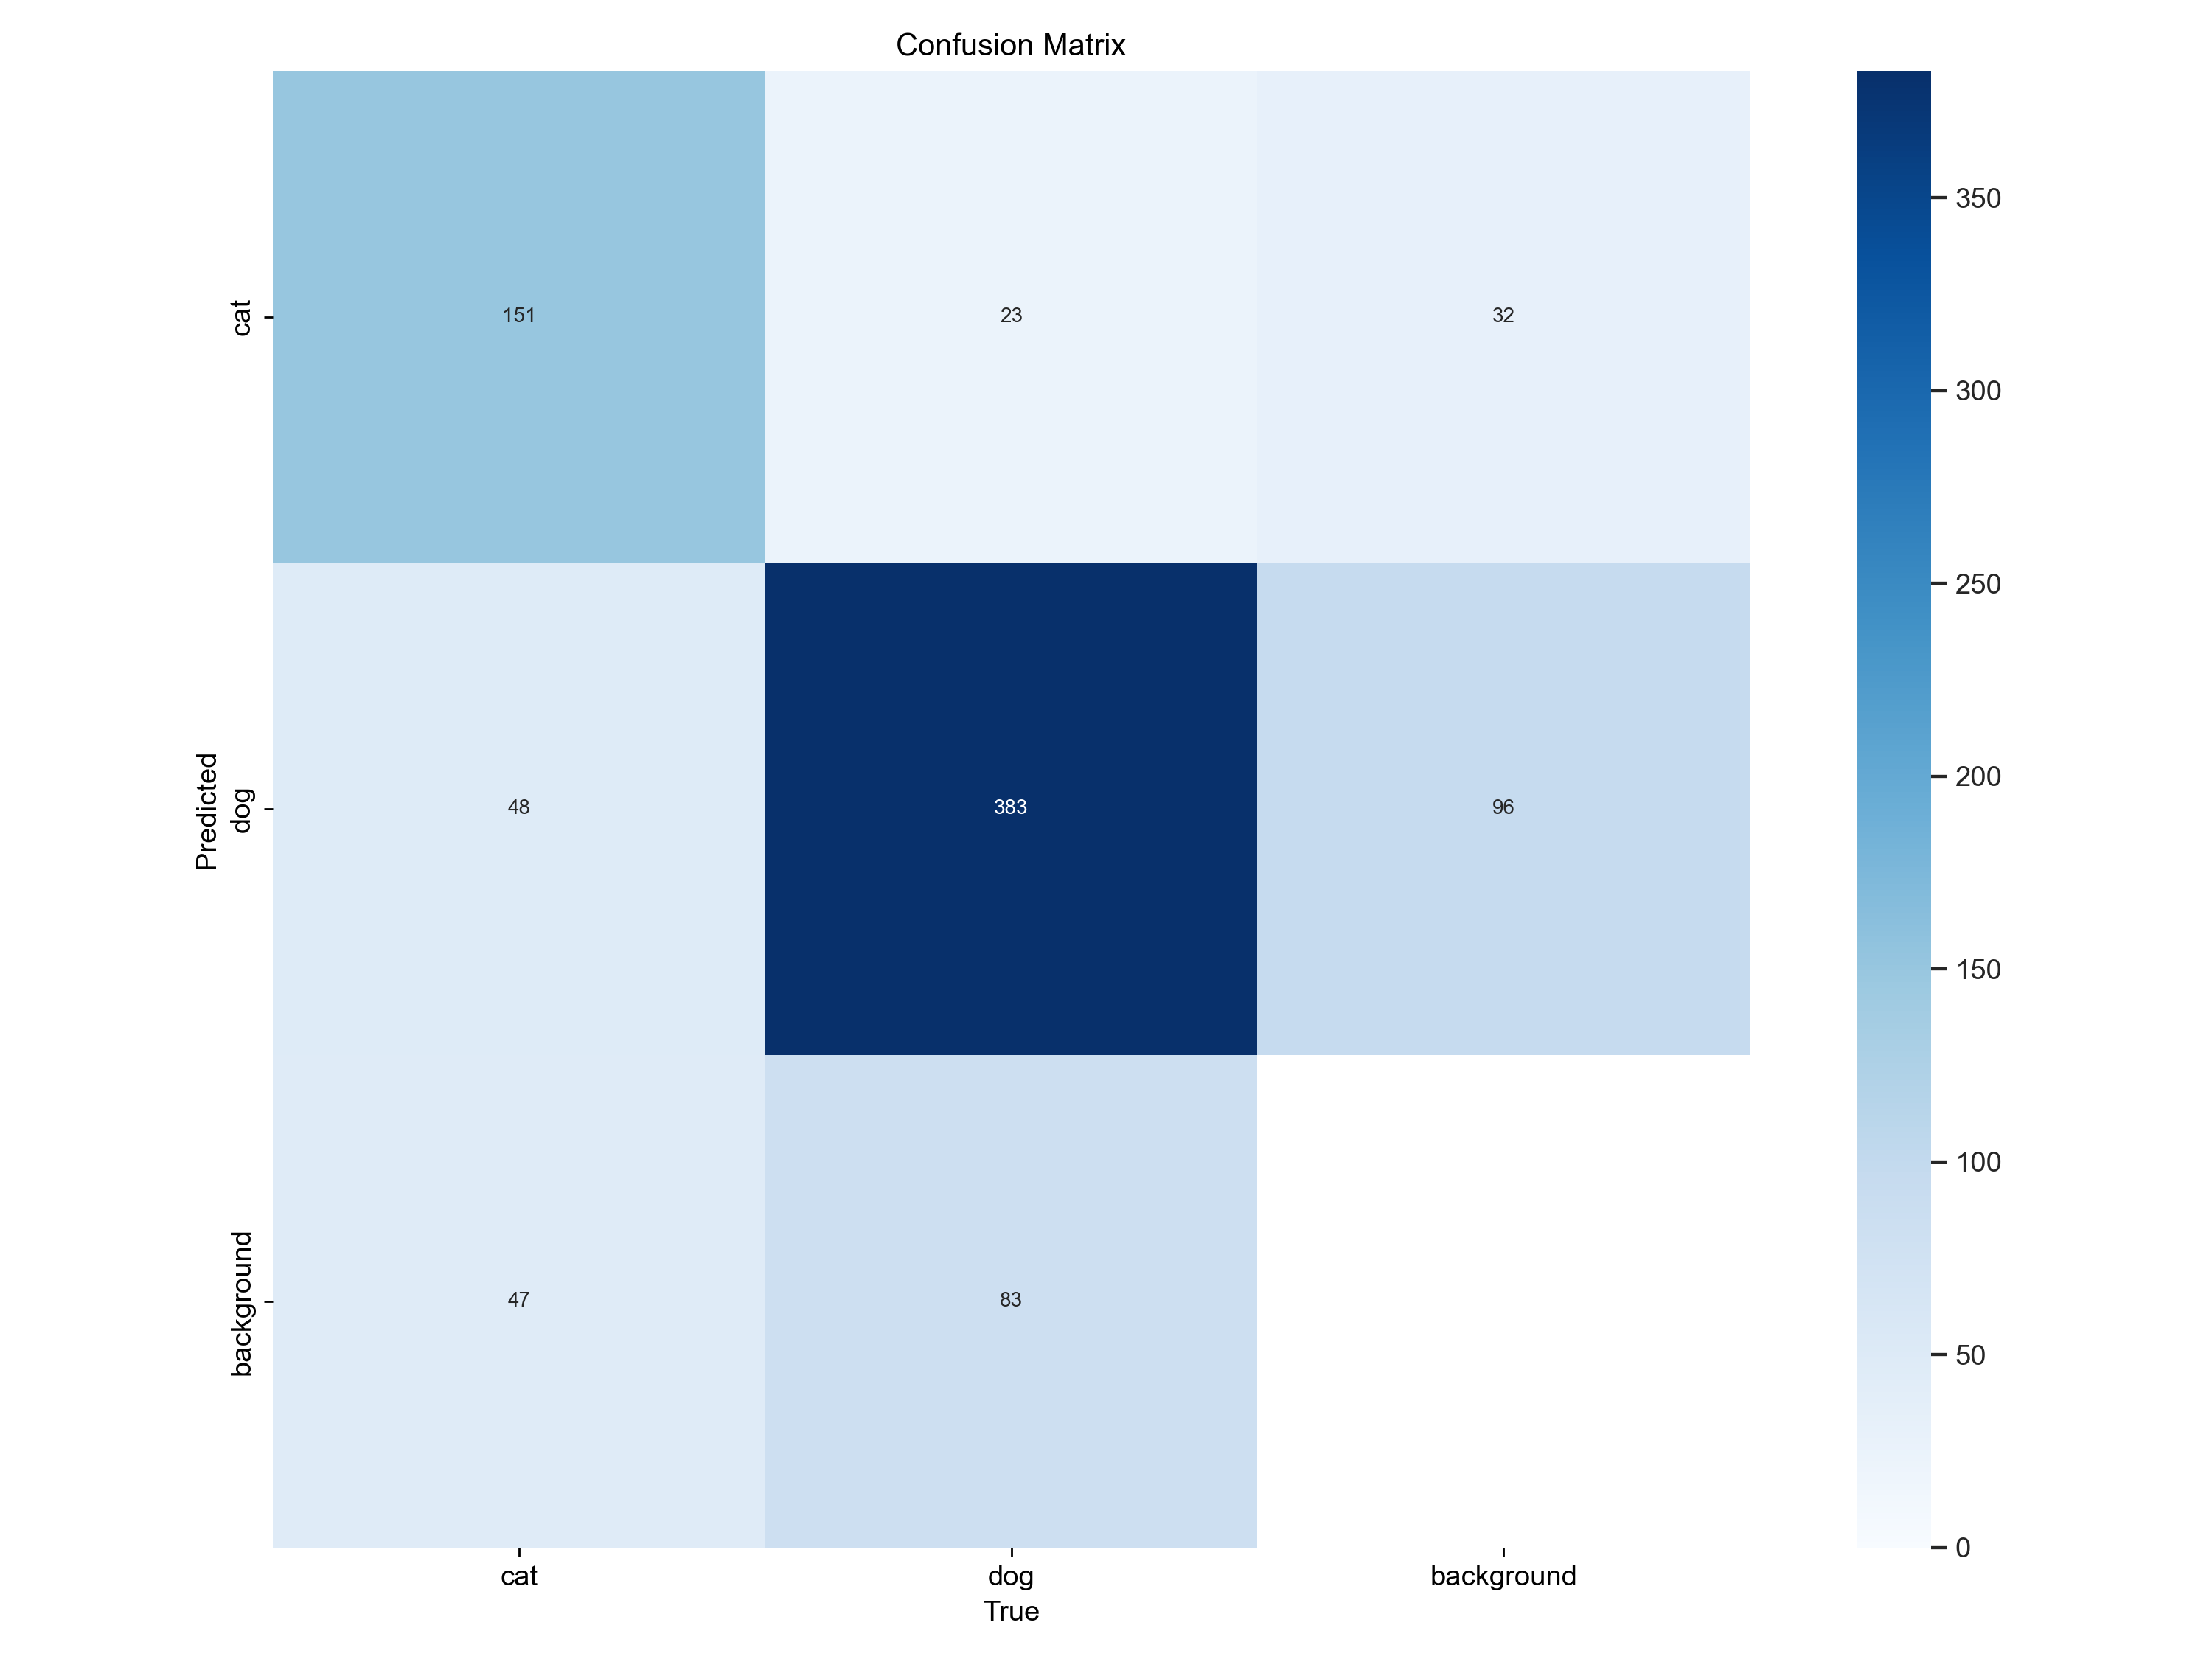 Confusion Matrix
cat
151
23
32
Predicted
dog
48
383
96
background
47
83
cat
dog
background
True
350
300
250
200
150
100
50
0